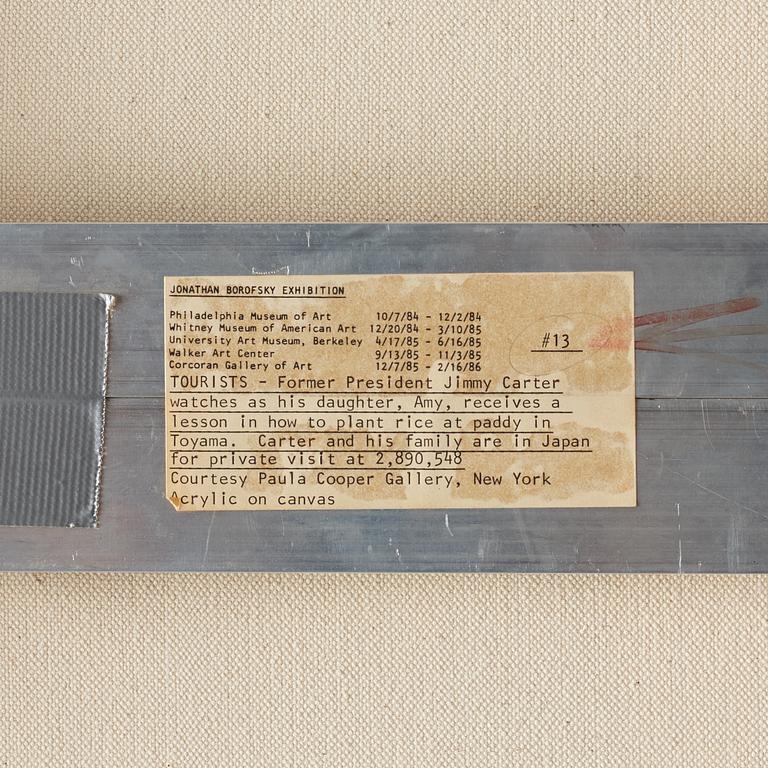 JONATHAN BOROFSKY EXHIBITION
Philadelphia Museum of Art 10/7/84 - 12/2/84
Whitney Museum of American Art 12/20/84 - 3/10/85
University Art Museum, Berkeley 4/17/85 - 6/16/85
Walker Art Center 9/13/85 - 11/3/85
Corcoran Gallery of Art 12/7/85 - 2/16/86
#13
TOURISTS - Former President Jimmy Carter
watches as his daughter, Amy, receives a
lesson in how to plant rice at paddy in
Toyama. Carter and his family are in Japan
for private visit at 2,890,548
Courtesy Paula Cooper Gallery, New York
Acrylic on canvas